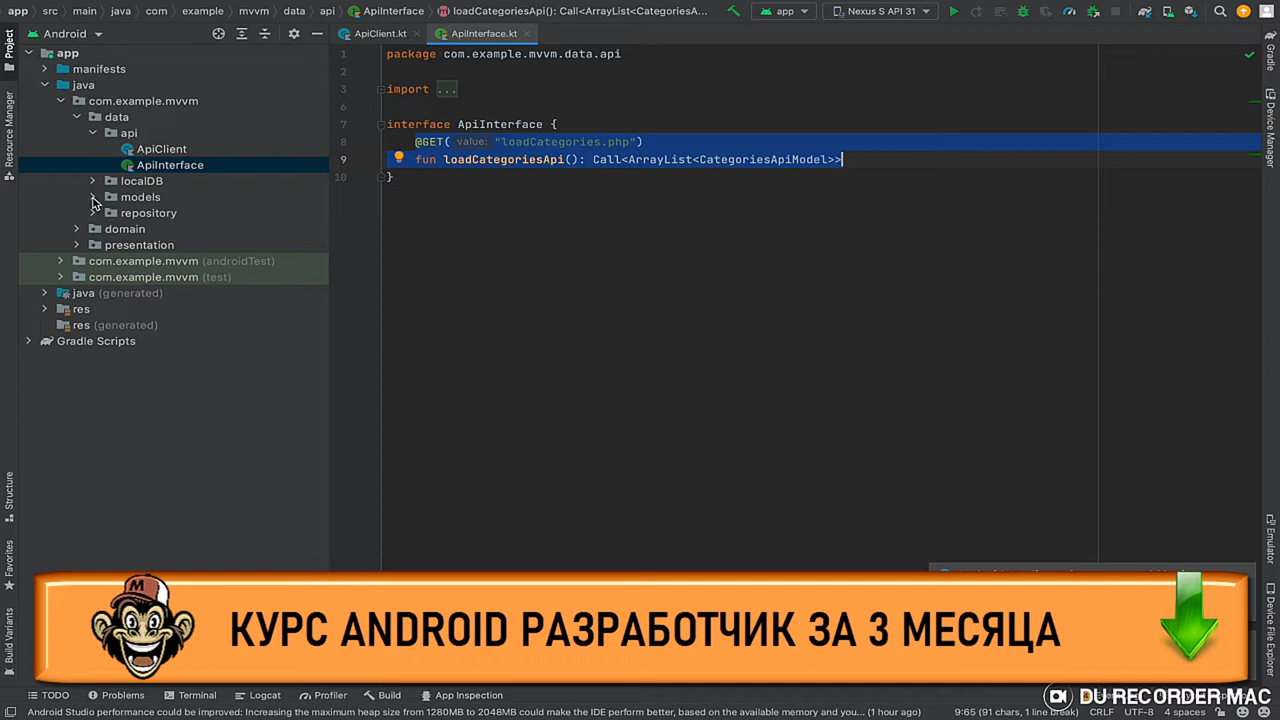 app src main java com example mvvm data api ApiInterface loadCategoriesApi(): Call<ArrayList<CategoriesA... app Nexus S API 31
Android
ApiClient.kt
ApiInterface.kt
Project
Resource Manager
Structure
Favorites
Build Variants
app
manifests
java
com.example.mvvm
data
api
ApiClient
ApiInterface
localDB
models
repository
domain
presentation
com.example.mvvm (androidTest)
com.example.mvvm (test)
java (generated)
res
res (generated)
Gradle Scripts
1 package com.example.mvvm.data.api
2
3 import ...
6
7 interface ApiInterface {
8 @GET( value: "loadCategories.php")
9 fun loadCategoriesApi(): Call<ArrayList<CategoriesApiModel>>
10 }
Gradle
Device Manager
Emulator
Device File Explorer
КУРС ANDROID РАЗРАБОТЧИК ЗА 3 МЕСЯЦА
TODO Problems Terminal Logcat Profiler Build App Inspection
DU RECORDER MAC
Android Studio performance could be improved: Increasing the maximum heap size from 1280MB to 2048MB could make the IDE perform better, based on the available memory and you... (1 hour ago) 9:65 (91 chars, 1 line break) CRLF UTF-8 4 spaces